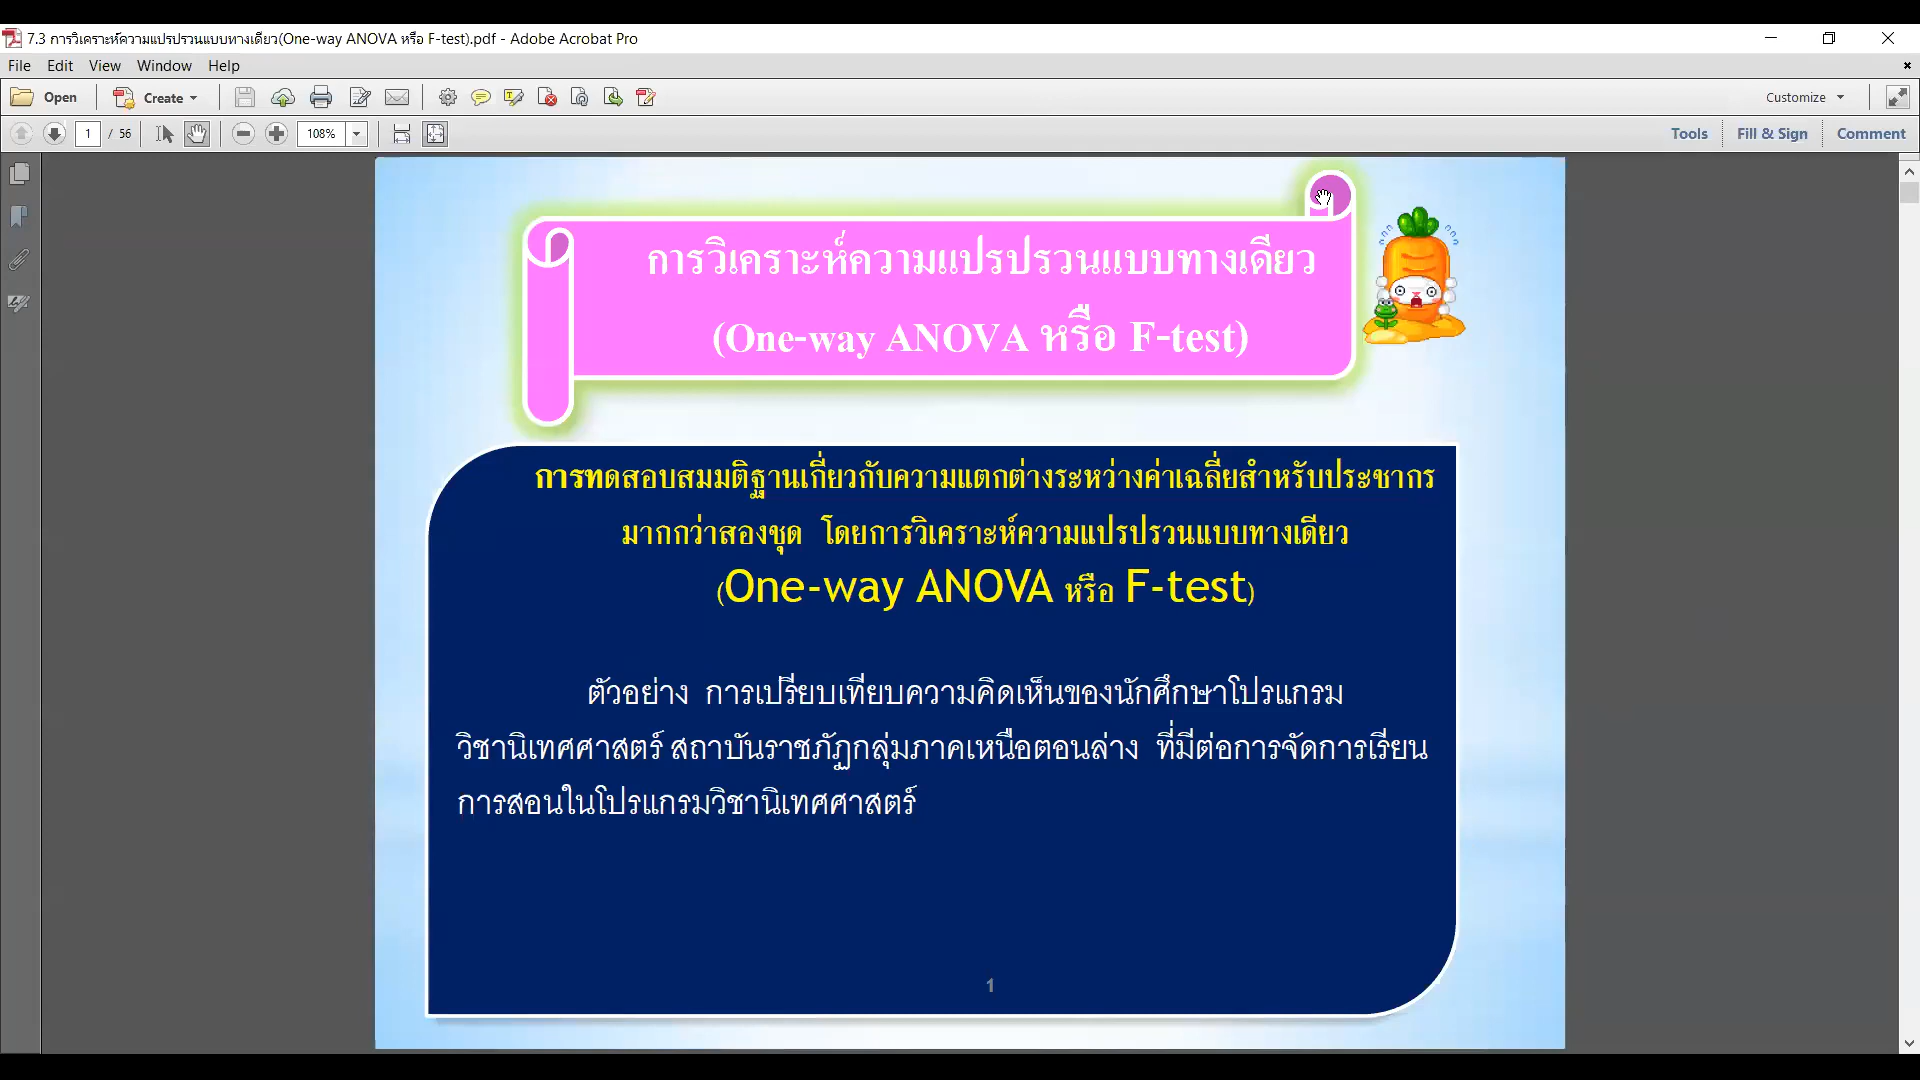 7.3 การวิเคราะห์ความแปรปรวนแบบทางเดียว(One-way ANOVA หรือ F-test).pdf - Adobe Acrobat Pro
File Edit View Window Help
Open Create Customize
1 / 56 108% Tools Fill & Sign Comment
การวิเคราะห์ความแปรปรวนแบบทางเดียว
(One-way ANOVA หรือ F-test)
การทดสอบสมมติฐานเกี่ยวกับความแตกต่างระหว่างค่าเฉลี่ยสำหรับประชากร
มากกว่าสองชุด โดยการวิเคราะห์ความแปรปรวนแบบทางเดียว
(One-way ANOVA หรือ F-test)
ตัวอย่าง การเปรียบเทียบความคิดเห็นของนักศึกษาโปรแกรม
วิชานิเทศศาสตร์ สถาบันราชภัฏกลุ่มภาคเหนือตอนล่าง ที่มีต่อการจัดการเรียน
การสอนในโปรแกรมวิชานิเทศศาสตร์
1